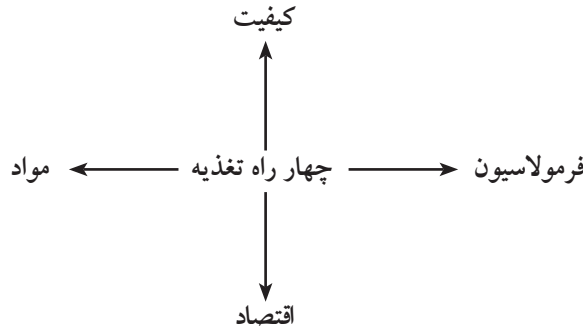 کیفیت
فرمولاسیون
چهار راه تغذیه
مواد
اقتصاد